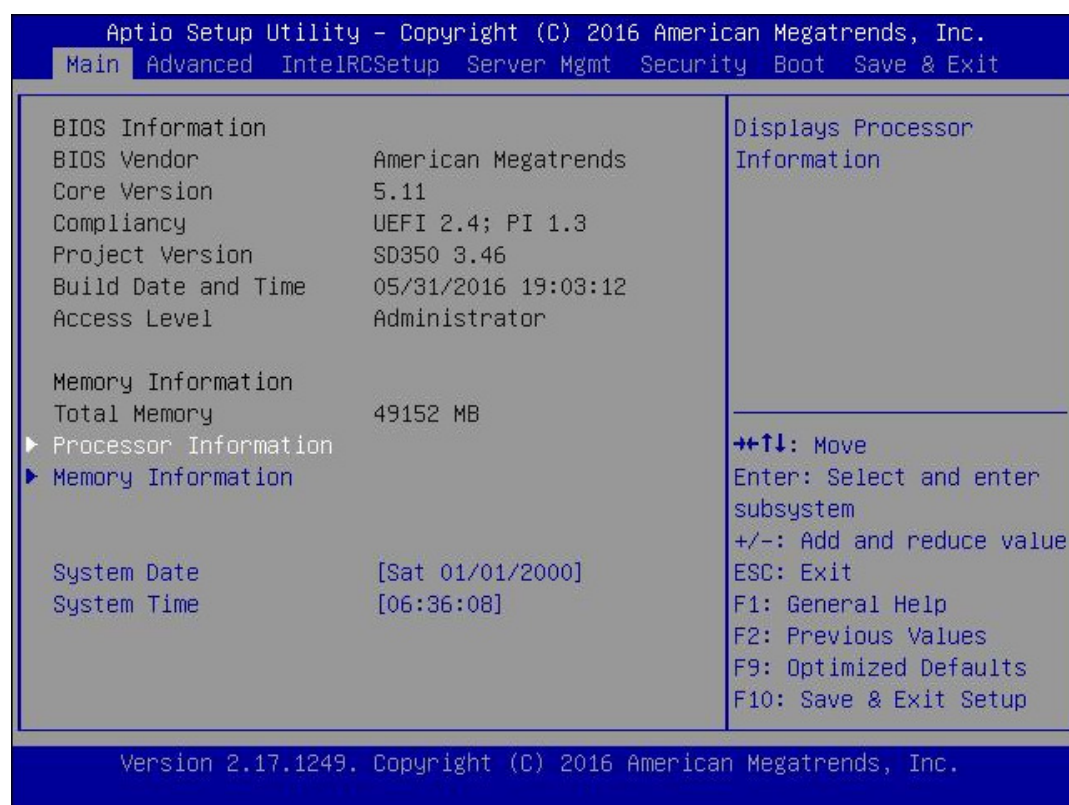 Aptio Setup Utility – Copyright (C) 2016 American Megatrends, Inc.
Main Advanced IntelRCSetup Server Mgmt Security Boot Save & Exit
BIOS Information
BIOS Vendor American Megatrends
Core Version 5.11
Compliancy UEFI 2.4; PI 1.3
Project Version SD350 3.46
Build Date and Time 05/31/2016 19:03:12
Access Level Administrator
Memory Information
Total Memory 49152 MB
Processor Information
Memory Information
System Date [Sat 01/01/2000]
System Time [06:36:08]
Displays Processor
Information
→←↑↓: Move
Enter: Select and enter
subsystem
+/-: Add and reduce value
ESC: Exit
F1: General Help
F2: Previous Values
F9: Optimized Defaults
F10: Save & Exit Setup
Version 2.17.1249. Copyright (C) 2016 American Megatrends, Inc.